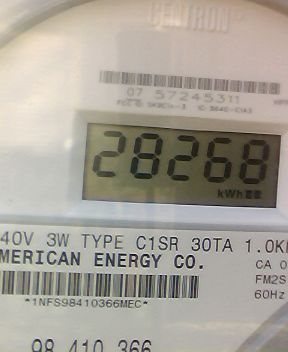 CENTRON
07 57245311
28268
kWh
40V 3W TYPE C1SR 30TA 1.0K
MERICAN ENERGY CO.
CA 0
FM2S
60Hz
*1NFS98410366MEC*
98 410 366